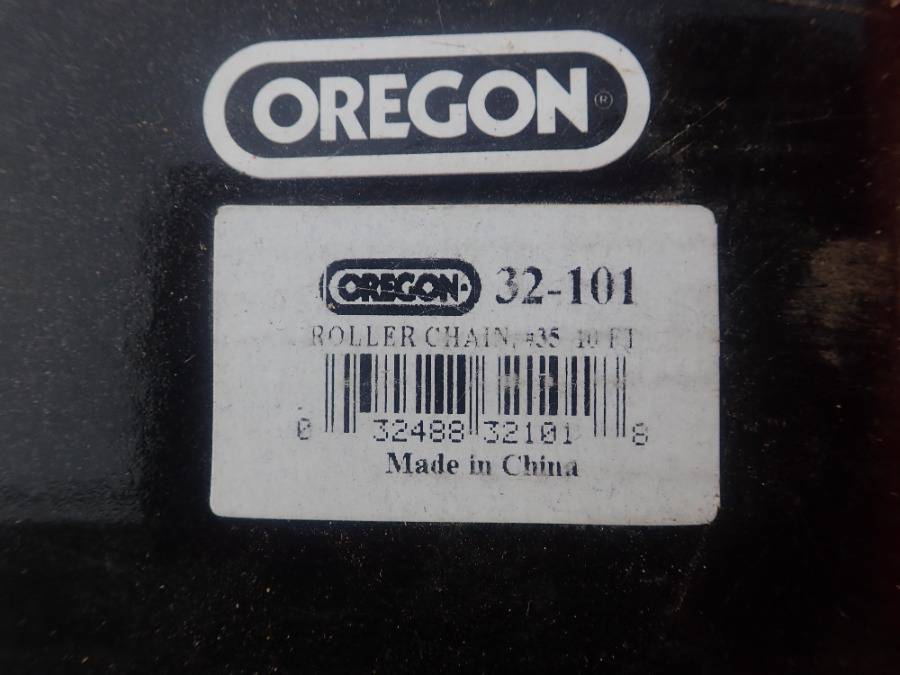 OREGON®
OREGON® 32-101
ROLLER CHAIN, #35 10 FT
0 32488 32101 8
Made in China